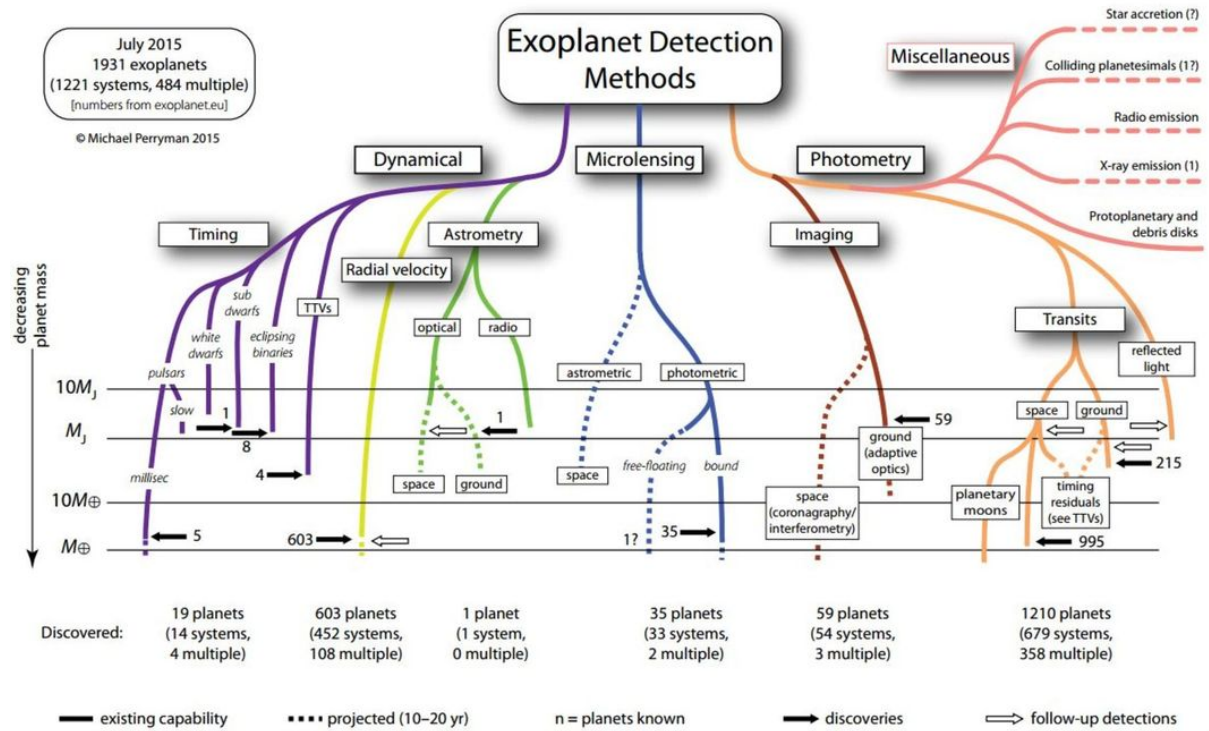 July 2015
1931 exoplanets
(1221 systems, 484 multiple)
[numbers from exoplanet.eu]
© Michael Perryman 2015
Exoplanet Detection
Methods
Miscellaneous
Star accretion (?)
Colliding planetesimals (1?)
Radio emission
X-ray emission (1)
Protoplanetary and
debris disks
Dynamical
Microlensing
Photometry
Timing
Astrometry
Imaging
Radial velocity
Transits
decreasing
planet mass
sub
dwarfs
TTVs
white
dwarfs
eclipsing
binaries
optical
radio
reflected
light
pulsars
astrometric
photometric
10MJ
slow
1
8
1
space
ground
59
MJ
4
millisec
space
ground
space
free-floating
bound
ground
(adaptive
optics)
215
10M⊕
space
(coronagraphy/
interferometry)
planetary
moons
timing
residuals
(see TTVs)
5
603
1?
35
995
M⊕
Discovered:
19 planets
(14 systems,
4 multiple)
603 planets
(452 systems,
108 multiple)
1 planet
(1 system,
0 multiple)
35 planets
(33 systems,
2 multiple)
59 planets
(54 systems,
3 multiple)
1210 planets
(679 systems,
358 multiple)
existing capability
projected (10–20 yr)
n = planets known
discoveries
follow-up detections